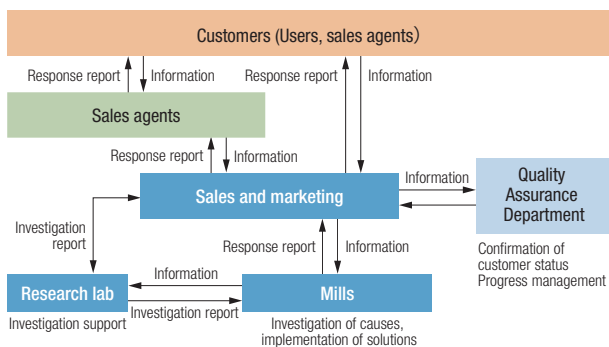 Customers (Users, sales agents)
Response report
Information
Response report
Information
Sales agents
Response report
Information
Information
Sales and marketing
Quality
Assurance
Department
Investigation
report
Response report
Information
Confirmation of
customer status
Progress management
Research lab
Information
Mills
Investigation support
Investigation report
Investigation of causes,
implementation of solutions